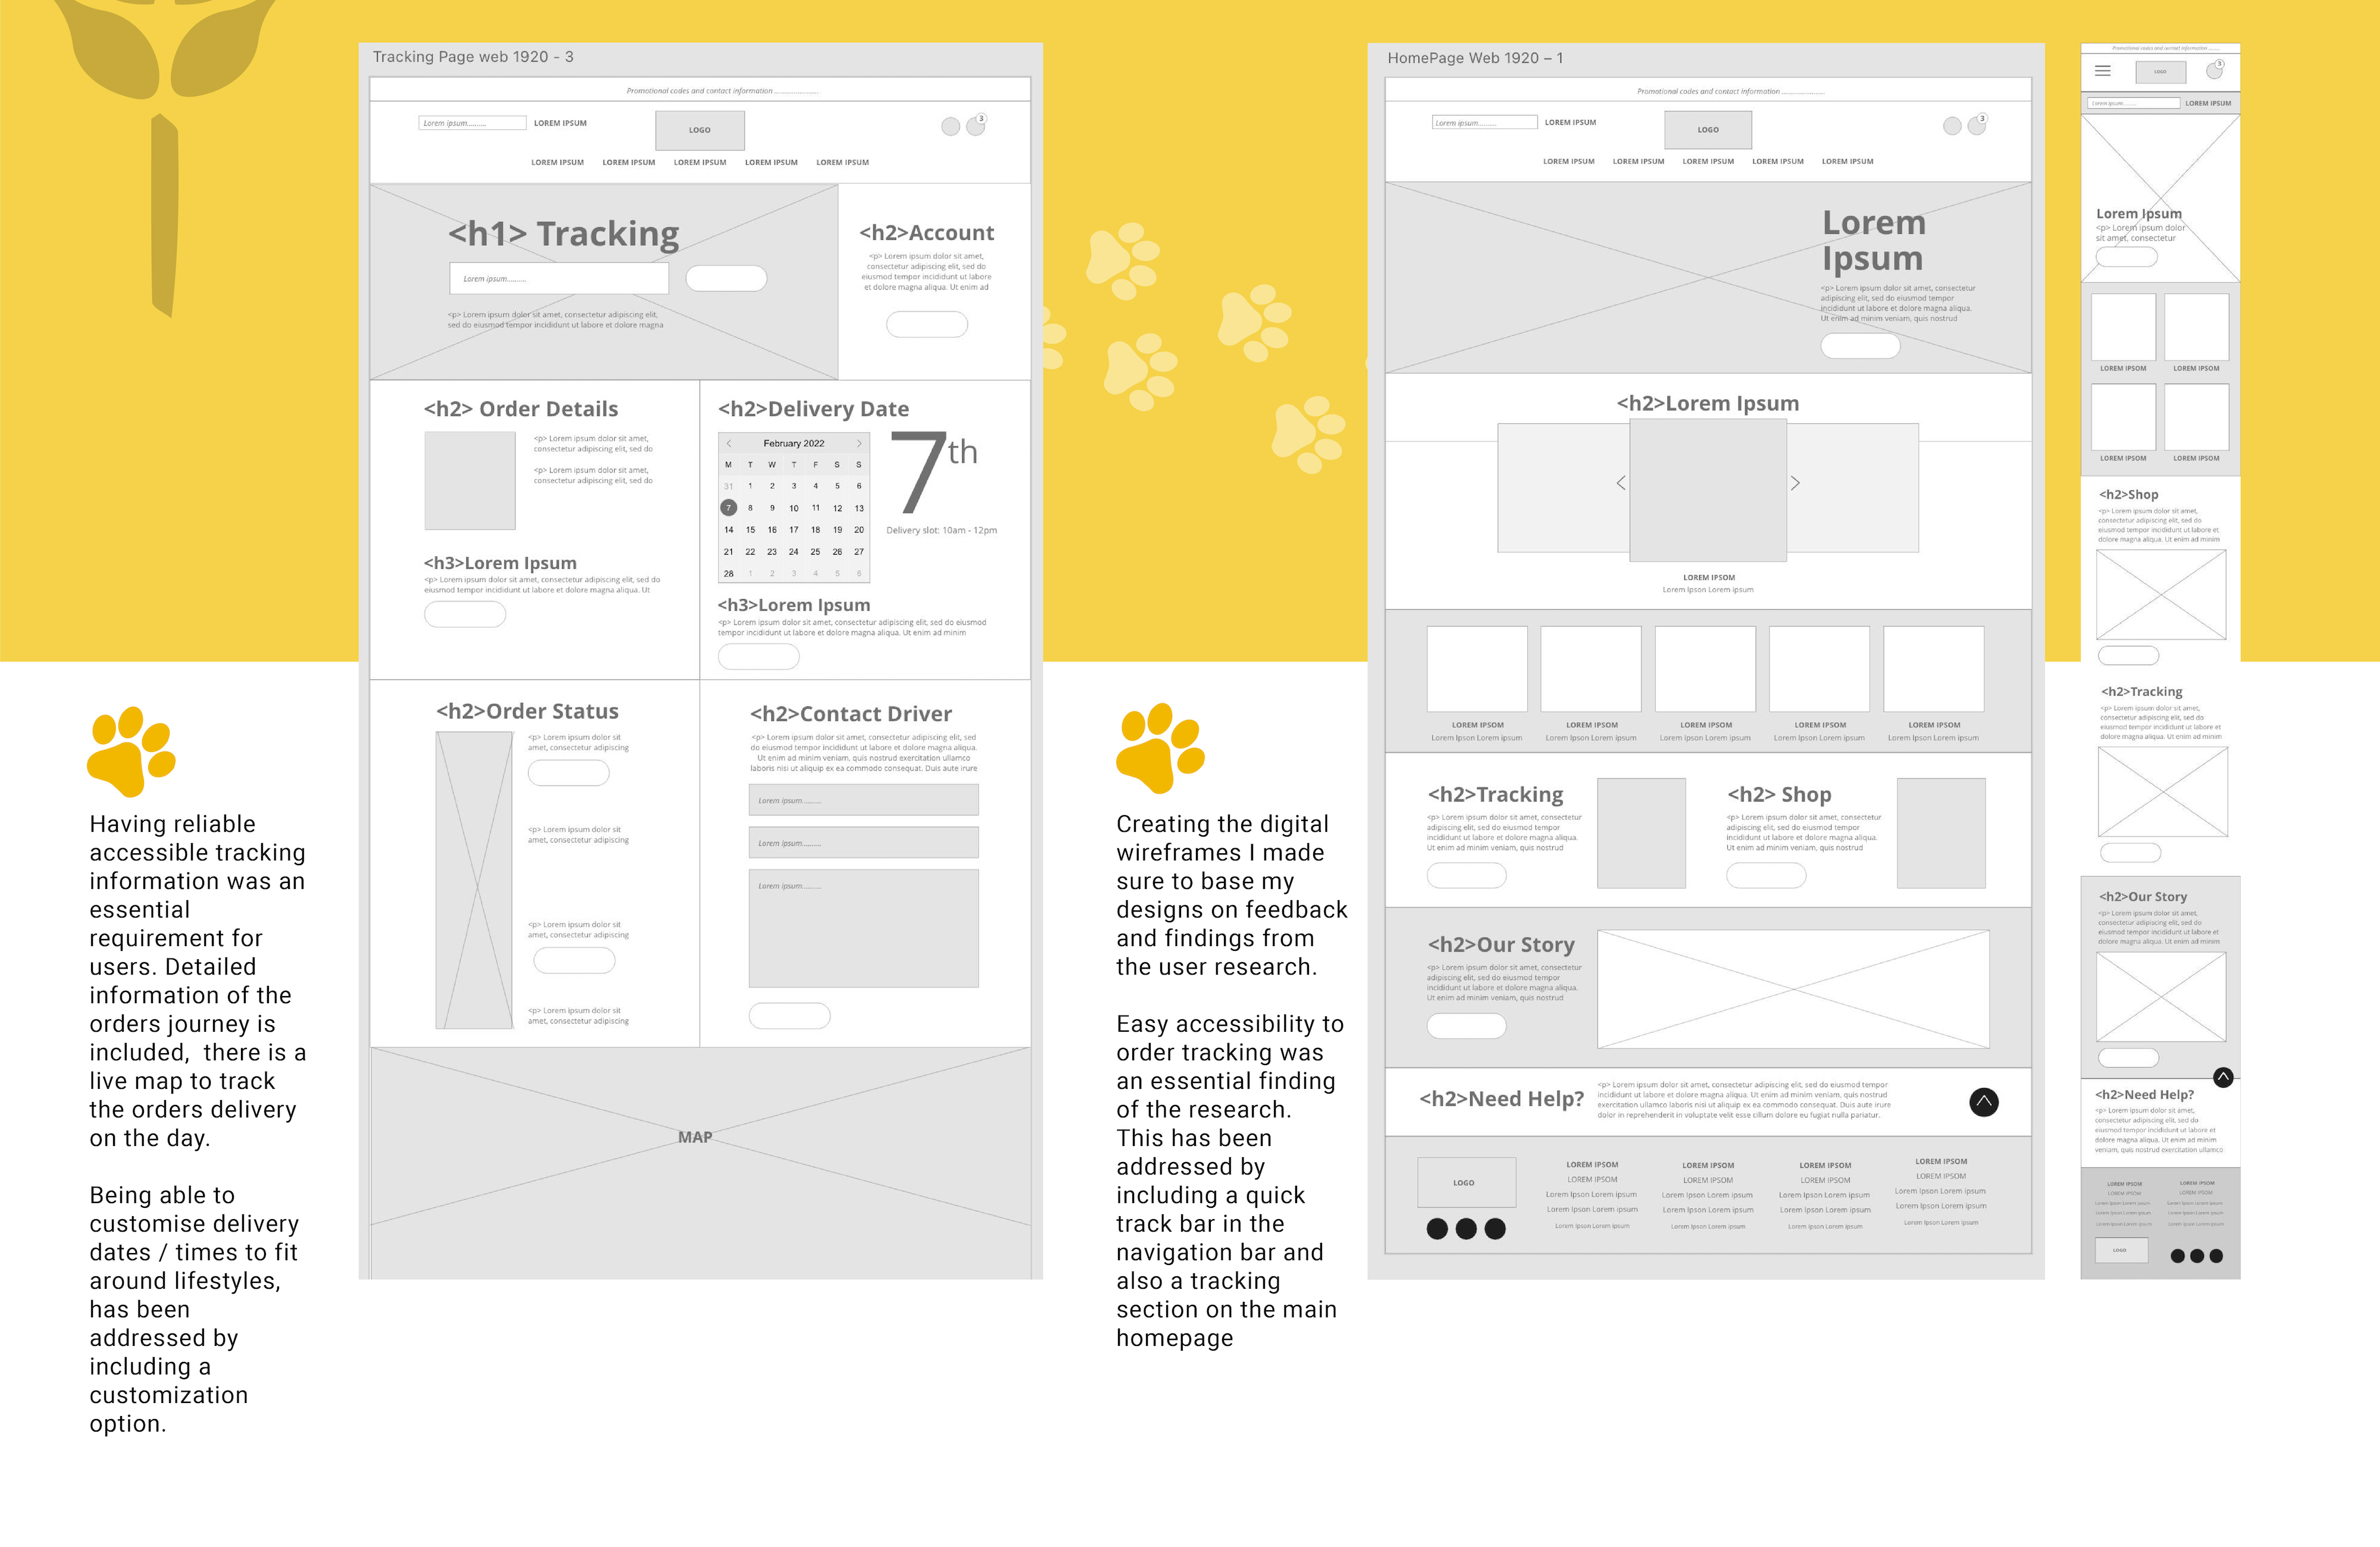 Tracking Page web 1920 - 3
Promotional codes and contact information ......................
Lorem ipsum.......... LOREM IPSUM
LOGO
3
LOREM IPSUM LOREM IPSUM LOREM IPSUM LOREM IPSUM LOREM IPSUM
<h1> Tracking
Lorem ipsum..........
<p> Lorem ipsum dolor sit amet, consectetur adipiscing elit,
sed do eiusmod tempor incididunt ut labore et dolore magna
<h2>Account
<p> Lorem ipsum dolor sit amet,
consectetur adipiscing elit, sed do
eiusmod tempor incididunt ut labore
et dolore magna aliqua. Ut enim ad
<h2> Order Details
<p> Lorem ipsum dolor sit amet,
consectetur adipiscing elit, sed do
<p> Lorem ipsum dolor sit amet,
consectetur adipiscing elit, sed do
<h3>Lorem Ipsum
<p> Lorem ipsum dolor sit amet, consectetur adipiscing elit, sed do
eiusmod tempor incididunt ut labore et dolore magna aliqua. Ut
<h2>Delivery Date
February 2022
M T W T F S S
31 1 2 3 4 5 6
7 8 9 10 11 12 13
14 15 16 17 18 19 20
21 22 23 24 25 26 27
28 1 2 3 4 5 6
7th
Delivery slot: 10am - 12pm
<h3>Lorem Ipsum
<p> Lorem ipsum dolor sit amet, consectetur adipiscing elit, sed do eiusmod
tempor incididunt ut labore et dolore magna aliqua. Ut enim ad minim
<h2>Order Status
<p> Lorem ipsum dolor sit
amet, consectetur adipiscing
<p> Lorem ipsum dolor sit
amet, consectetur adipiscing
<p> Lorem ipsum dolor sit
amet, consectetur adipiscing
<p> Lorem ipsum dolor sit
amet, consectetur adipiscing
<h2>Contact Driver
<p> Lorem ipsum dolor sit amet, consectetur adipiscing elit, sed
do eiusmod tempor incididunt ut labore et dolore magna aliqua.
Ut enim ad minim veniam, quis nostrud exercitation ullamco
laboris nisi ut aliquip ex ea commodo consequat. Duis aute irure
Lorem ipsum..........
Lorem ipsum..........
Lorem ipsum..........
MAP
Having reliable
accessible tracking
information was an
essential
requirement for
users. Detailed
information of the
orders journey is
included,  there is a
live map to track
the orders delivery
on the day.
Being able to
customise delivery
dates / times to fit
around lifestyles,
has been
addressed by
including a
customization
option.
Creating the digital
wireframes I made
sure to base my
designs on feedback
and findings from
the user research.
Easy accessibility to
order tracking was
an essential finding
of the research.
This has been
addressed by
including a quick
track bar in the
navigation bar and
also a tracking
section on the main
homepage
HomePage Web 1920 – 1
Promotional codes and contact information ......................
Lorem ipsum.......... LOREM IPSUM
LOGO
3
LOREM IPSUM LOREM IPSUM LOREM IPSUM LOREM IPSUM LOREM IPSUM
Lorem
Ipsum
<p> Lorem ipsum dolor sit amet, consectetur
adipiscing elit, sed do eiusmod tempor
incididunt ut labore et dolore magna aliqua.
Ut enim ad minim veniam, quis nostrud
<h2>Lorem Ipsum
LOREM IPSOM
Lorem Ipson Lorem ipsum
LOREM IPSOM LOREM IPSOM LOREM IPSOM LOREM IPSOM LOREM IPSOM
Lorem Ipson Lorem ipsum Lorem Ipson Lorem ipsum Lorem Ipson Lorem ipsum Lorem Ipson Lorem ipsum Lorem Ipson Lorem ipsum
<h2>Tracking
<p> Lorem ipsum dolor sit amet, consectetur
adipiscing elit, sed do eiusmod tempor
incididunt ut labore et dolore magna aliqua.
Ut enim ad minim veniam, quis nostrud
<h2> Shop
<p> Lorem ipsum dolor sit amet, consectetur
adipiscing elit, sed do eiusmod tempor
incididunt ut labore et dolore magna aliqua.
Ut enim ad minim veniam, quis nostrud
<h2>Our Story
<p> Lorem ipsum dolor sit amet, consectetur
adipiscing elit, sed do eiusmod tempor
incididunt ut labore et dolore magna aliqua.
Ut enim ad minim veniam, quis nostrud
<h2>Need Help?
<p> Lorem ipsum dolor sit amet, consectetur adipiscing elit, sed do eiusmod tempor
incididunt ut labore et dolore magna aliqua. Ut enim ad minim veniam, quis nostrud
exercitation ullamco laboris nisi ut aliquip ex ea commodo consequat. Duis aute irure
dolor in reprehenderit in voluptate velit esse cillum dolore eu fugiat nulla pariatur.
LOGO
LOREM IPSOM LOREM IPSOM LOREM IPSOM LOREM IPSOM
LOREM IPSOM LOREM IPSOM LOREM IPSOM LOREM IPSOM
Lorem Ipson Lorem ipsum Lorem Ipson Lorem ipsum Lorem Ipson Lorem ipsum Lorem Ipson Lorem ipsum
Lorem Ipson Lorem ipsum Lorem Ipson Lorem ipsum Lorem Ipson Lorem ipsum Lorem Ipson Lorem ipsum
Lorem Ipson Lorem ipsum Lorem Ipson Lorem ipsum Lorem Ipson Lorem ipsum Lorem Ipson Lorem ipsum
Promotional codes and contact information ........
LOGO
3
Lorem ipsum.......... LOREM IPSUM
Lorem Ipsum
<p> Lorem ipsum dolor
sit amet, consectetur
LOREM IPSOM LOREM IPSOM
LOREM IPSOM LOREM IPSOM
<h2>Shop
<p> Lorem ipsum dolor sit amet,
consectetur adipiscing elit, sed do
eiusmod tempor incididunt ut labore et
dolore magna aliqua. Ut enim ad minim
<h2>Tracking
<p> Lorem ipsum dolor sit amet,
consectetur adipiscing elit, sed do
eiusmod tempor incididunt ut labore et
dolore magna aliqua. Ut enim ad minim
<h2>Our Story
<p> Lorem ipsum dolor sit amet,
consectetur adipiscing elit, sed do
eiusmod tempor incididunt ut labore et
dolore magna aliqua. Ut enim ad minim
<h2>Need Help?
<p> Lorem ipsum dolor sit amet,
consectetur adipiscing elit, sed do
eiusmod tempor incididunt ut labore et
dolore magna aliqua. Ut enim ad minim
veniam, quis nostrud exercitation ullamco
LOREM IPSOM LOREM IPSOM
LOREM IPSOM LOREM IPSOM
Lorem Ipson Lorem ipsum Lorem Ipson Lorem ipsum
Lorem Ipson Lorem ipsum Lorem Ipson Lorem ipsum
Lorem Ipson Lorem ipsum Lorem Ipson Lorem ipsum
LOGO